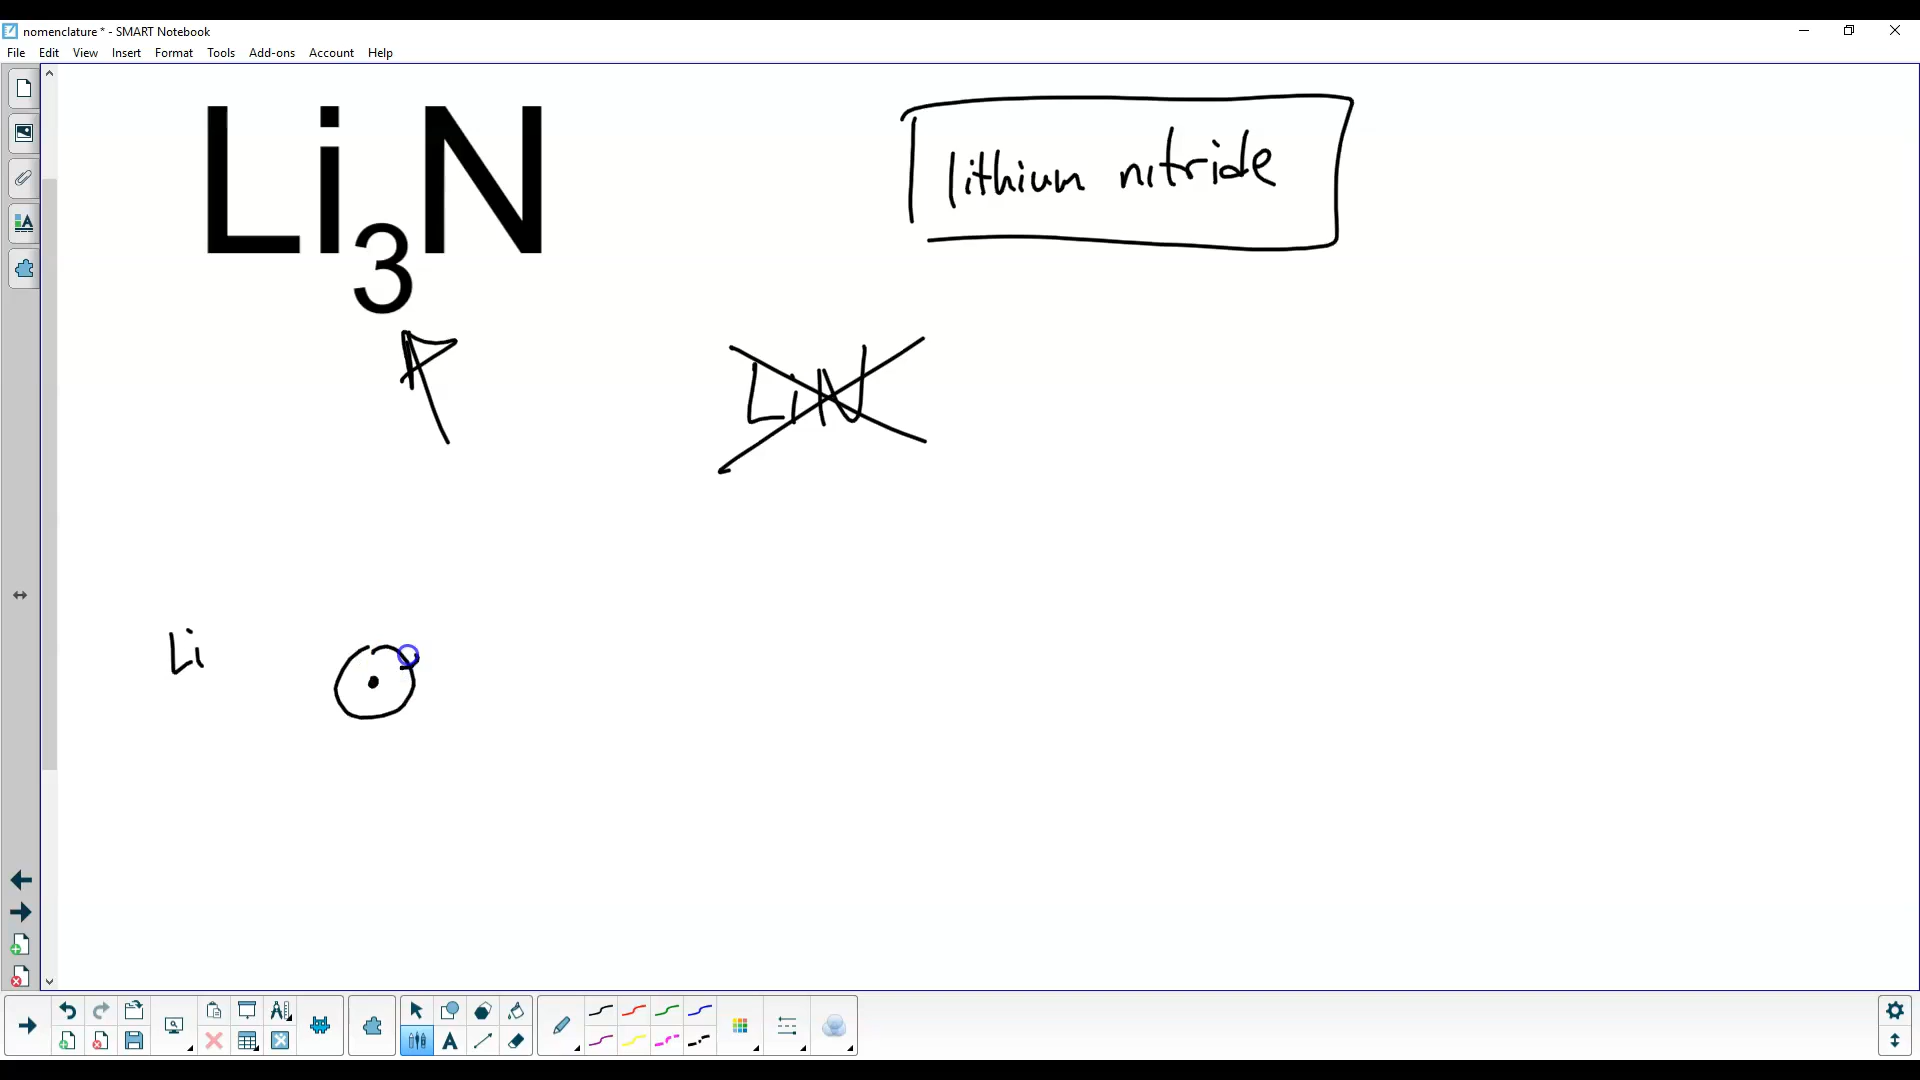 nomenclature * - SMART Notebook
File Edit View Insert Format Tools Add-ons Account Help
Li₃N
lithium nitride
LiN
Li